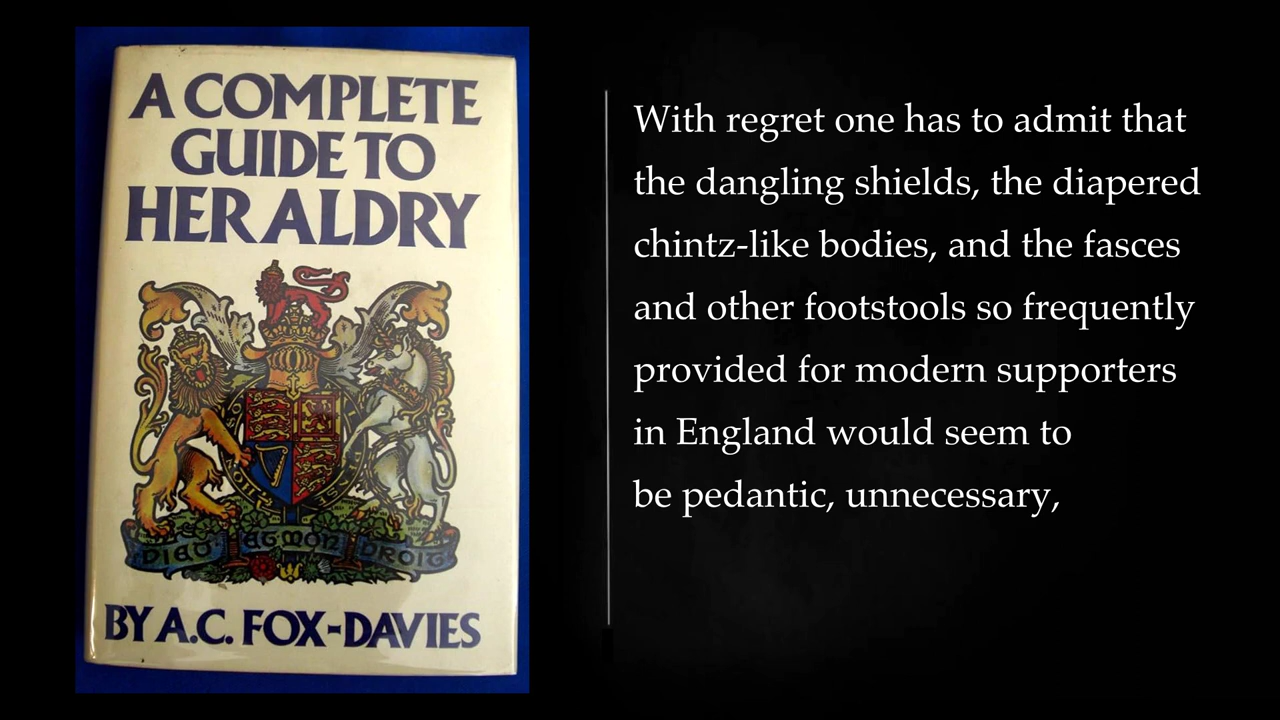 A COMPLETE
GUIDE TO
HERALDRY
DIEU ET MON DROIT
BY A.C. FOX-DAVIES
With regret one has to admit that
the dangling shields, the diapered
chintz-like bodies, and the fasces
and other footstools so frequently
provided for modern supporters
in England would seem to
be pedantic, unnecessary,